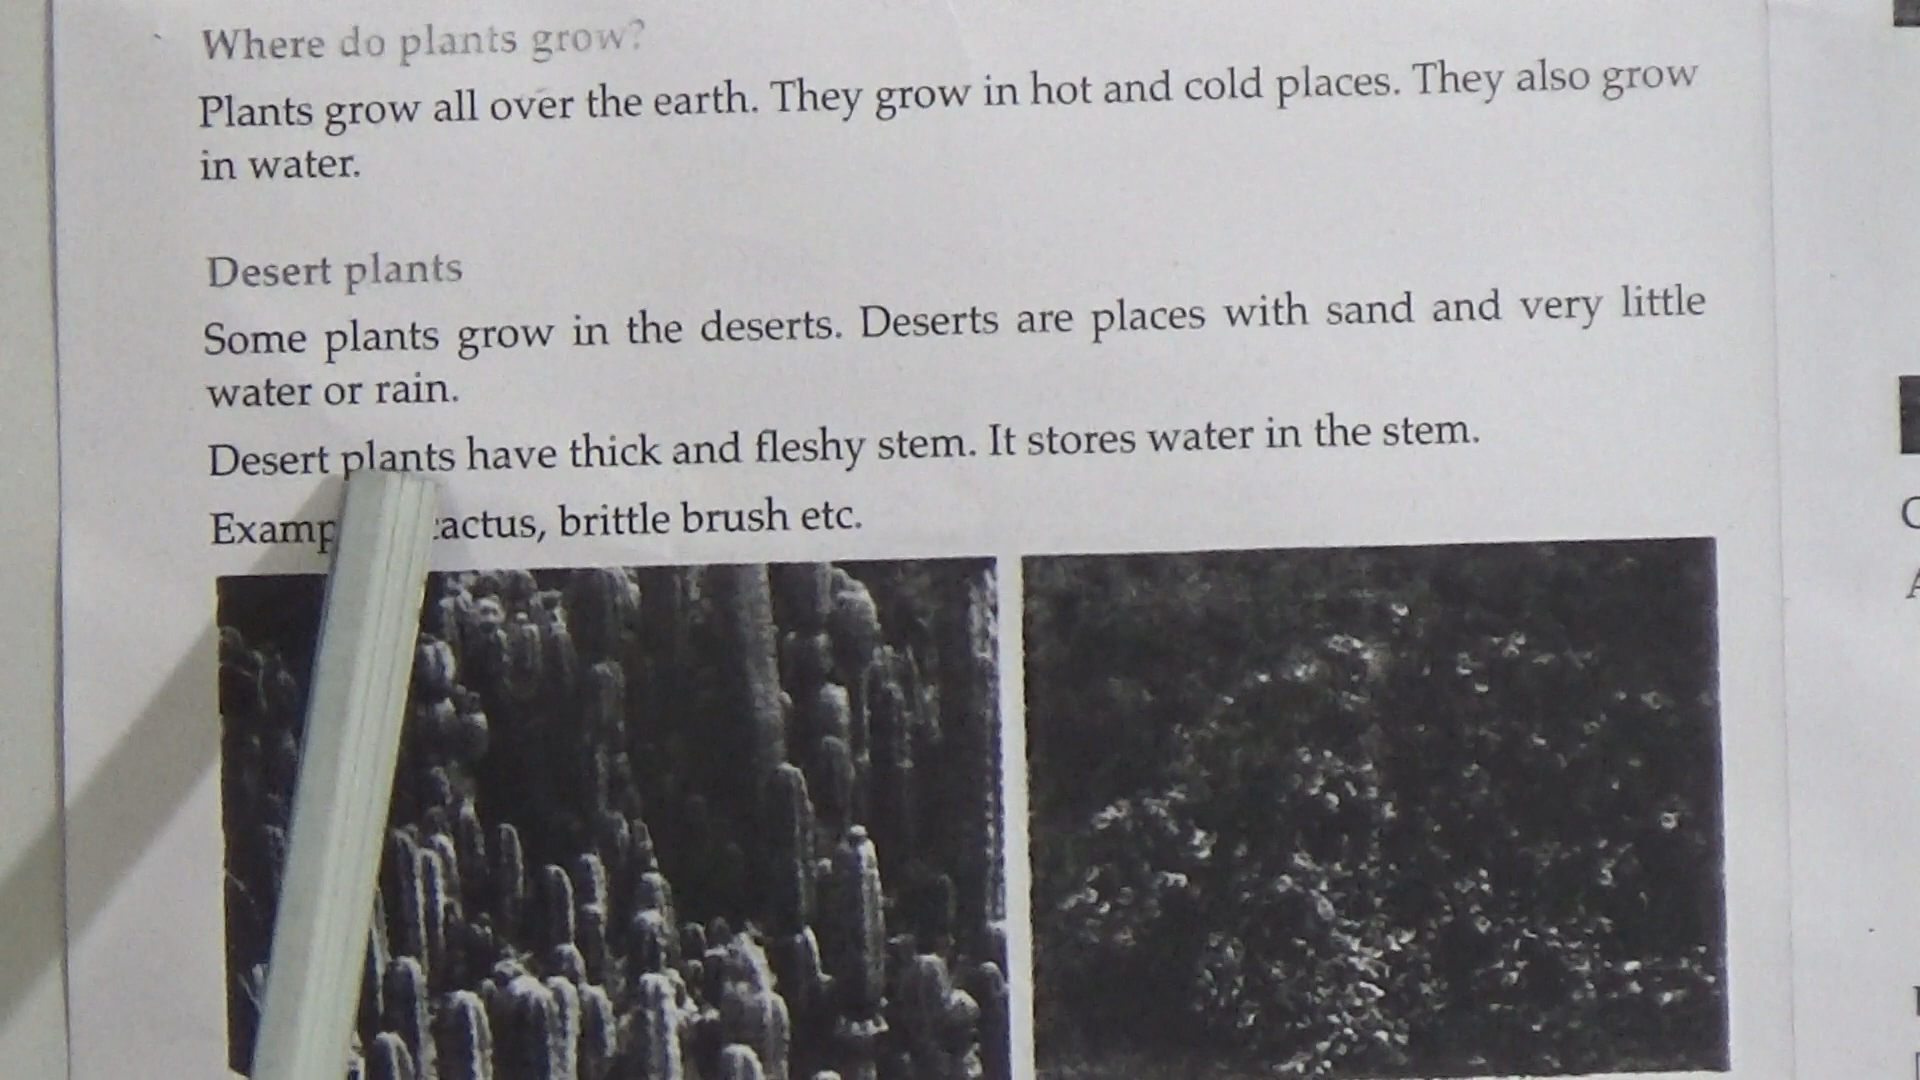 Where do plants grow?
Plants grow all over the earth. They grow in hot and cold places. They also grow
in water.
Desert plants
Some plants grow in the deserts. Deserts are places with sand and very little
water or rain.
Desert plants have thick and fleshy stem. It stores water in the stem.
brittle brush etc.